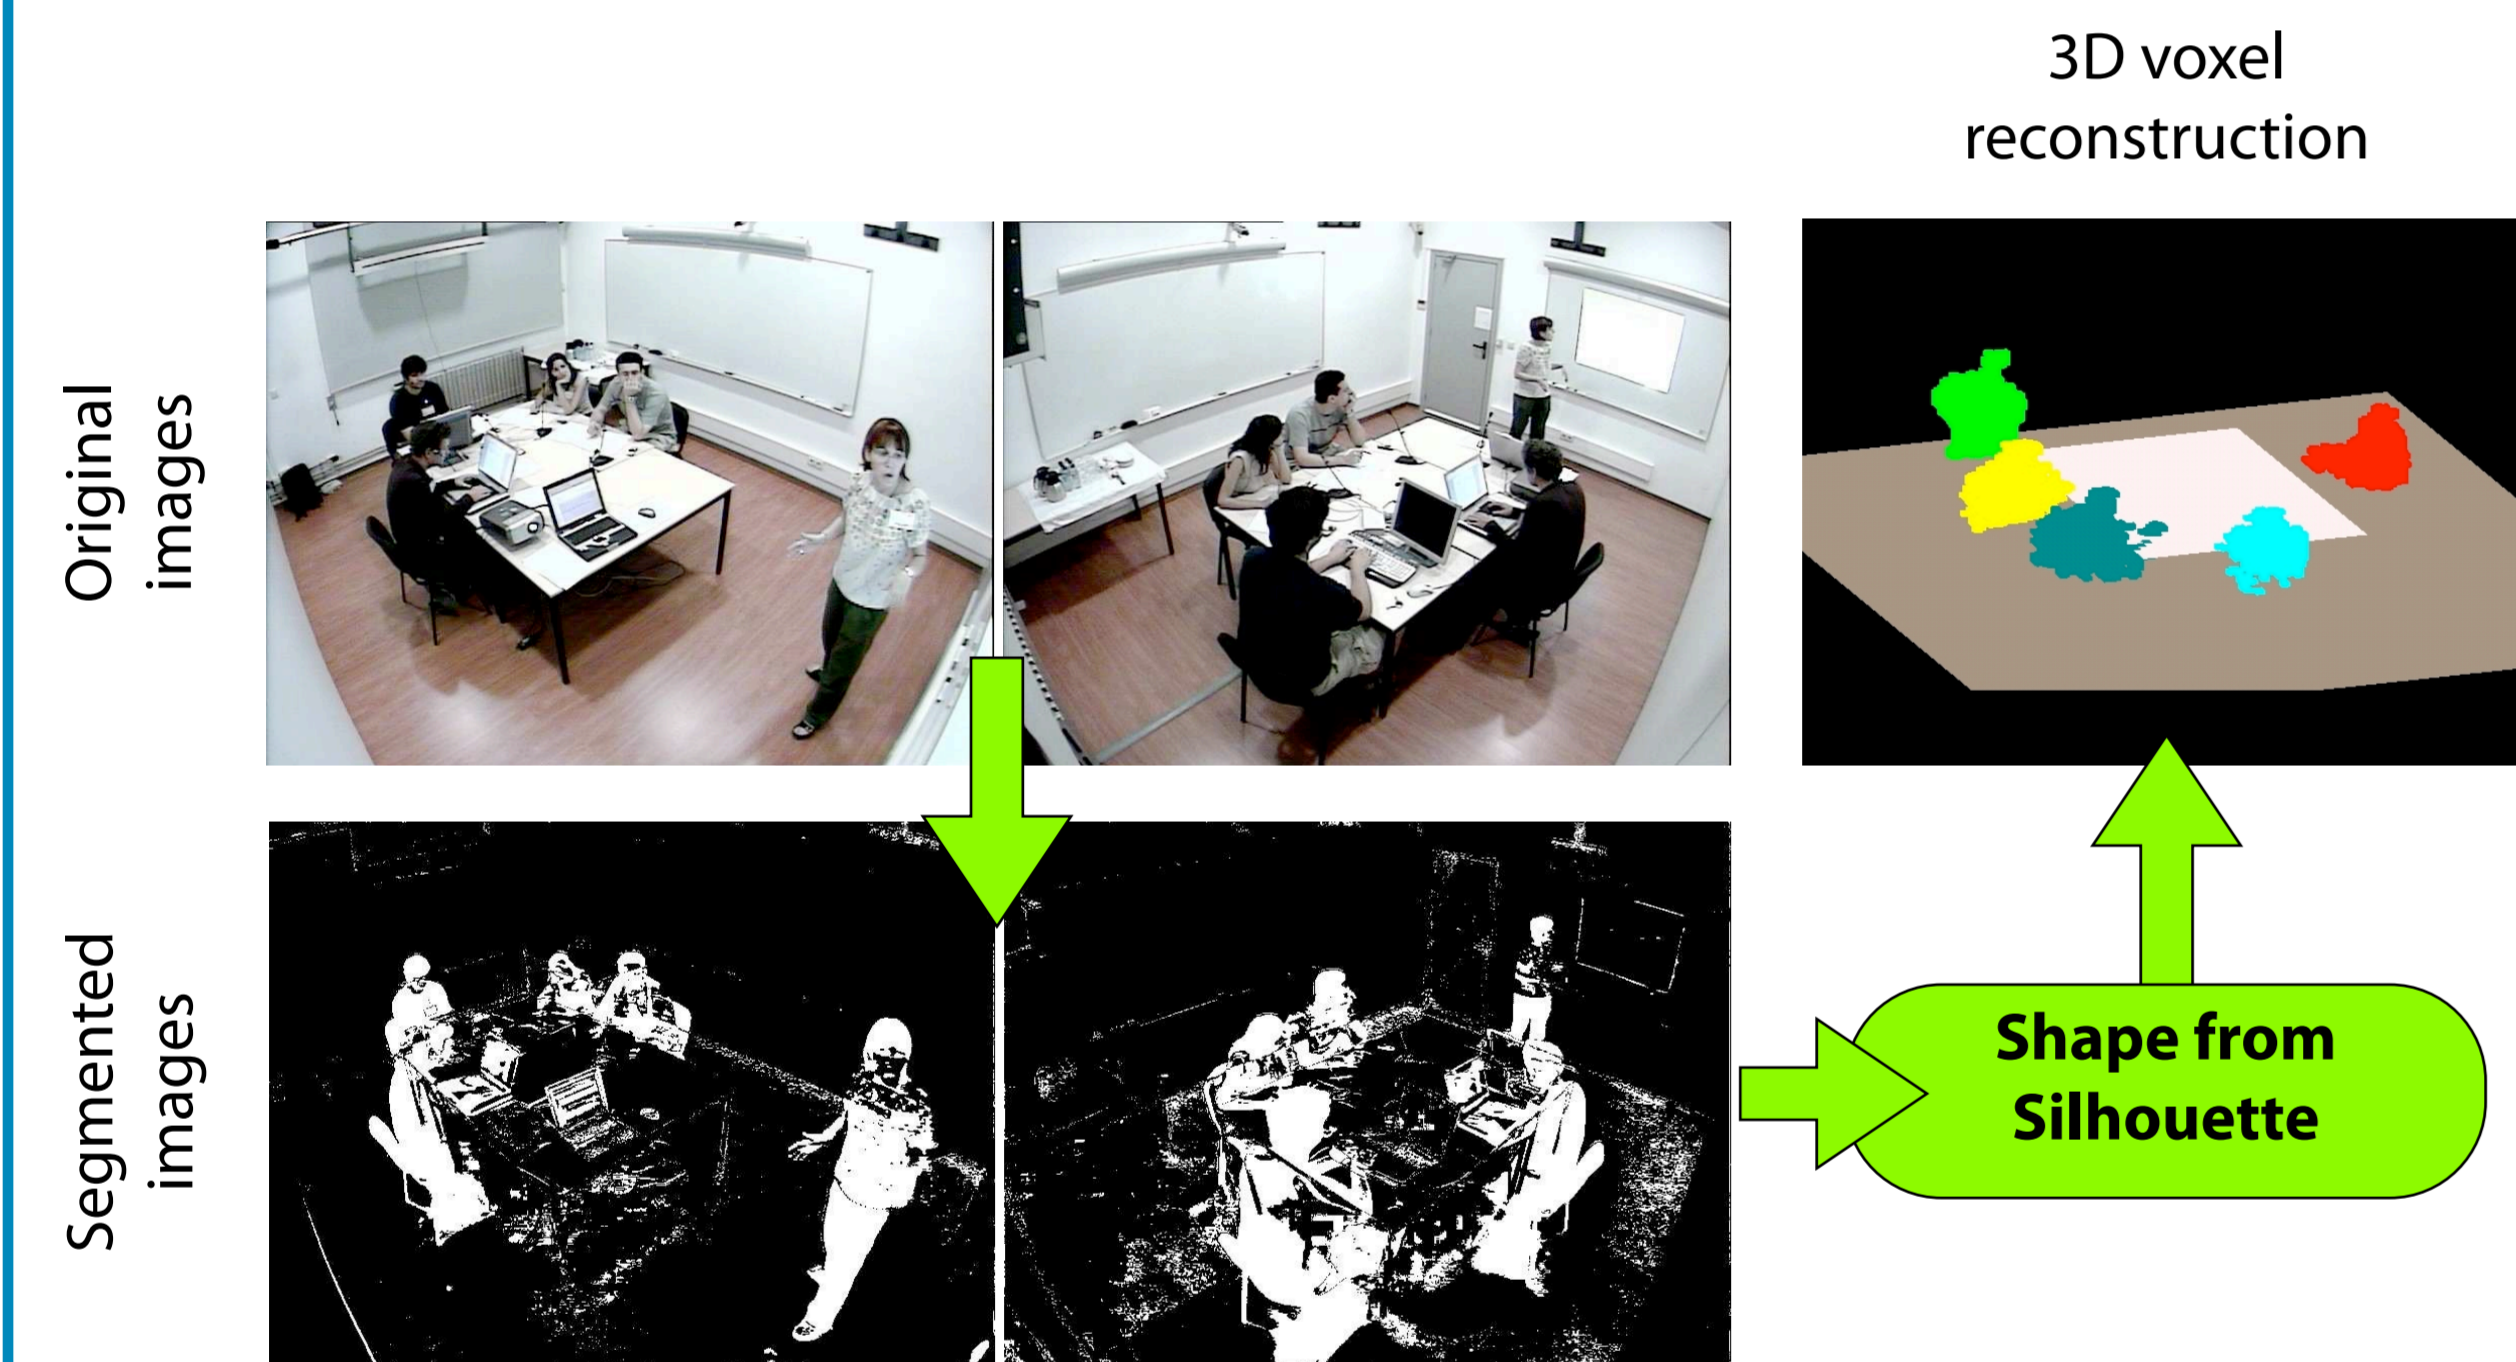 3D voxel
reconstruction
Original
images
Segmented
images
Shape from
Silhouette